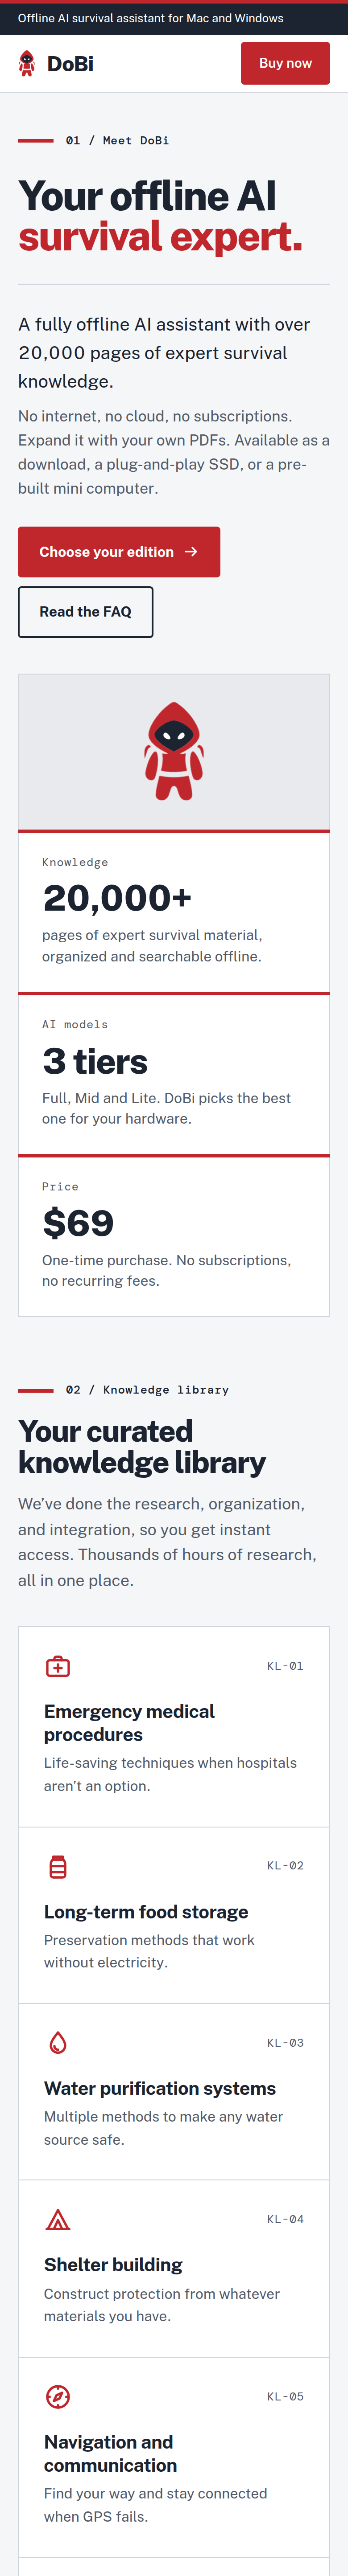 Offline AI survival assistant for Mac and Windows
DoBi
Buy now
01 / Meet DoBi
Your offline AI
survival expert.
A fully offline AI assistant with over
20,000 pages of expert survival
knowledge.
No internet, no cloud, no subscriptions.
Expand it with your own PDFs. Available as a
download, a plug-and-play SSD, or a pre-
built mini computer.
Choose your edition →
Read the FAQ
Knowledge
20,000+
pages of expert survival material,
organized and searchable offline.
AI models
3 tiers
Full, Mid and Lite. DoBi picks the best
one for your hardware.
Price
$69
One-time purchase. No subscriptions,
no recurring fees.
02 / Knowledge library
Your curated
knowledge library
We’ve done the research, organization,
and integration, so you get instant
access. Thousands of hours of research,
all in one place.
KL-01
Emergency medical
procedures
Life-saving techniques when hospitals
aren’t an option.
KL-02
Long-term food storage
Preservation methods that work
without electricity.
KL-03
Water purification systems
Multiple methods to make any water
source safe.
KL-04
Shelter building
Construct protection from whatever
materials you have.
KL-05
Navigation and
communication
Find your way and stay connected
when GPS fails.